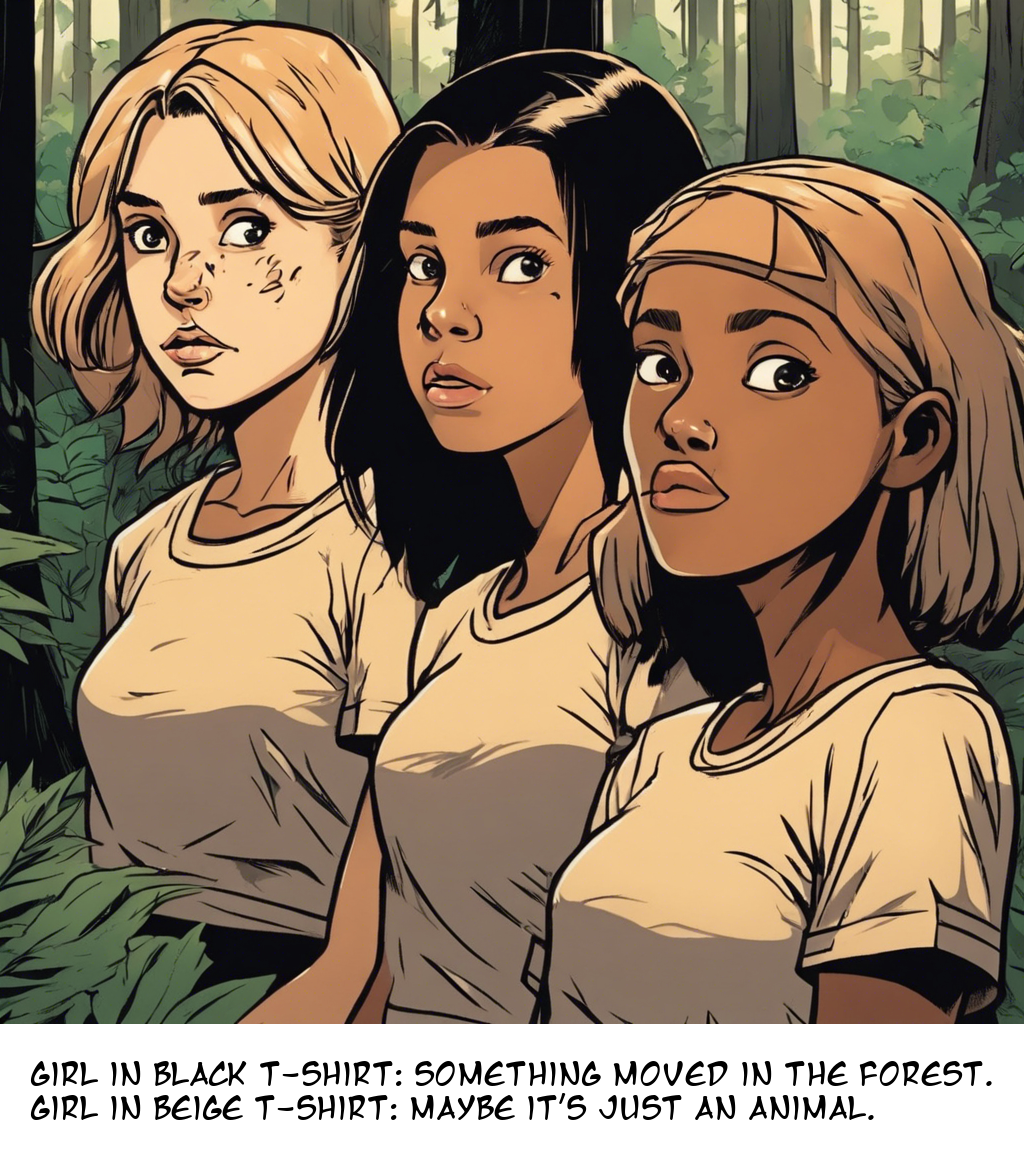 GIRL IN BLACK T-SHIRT: SOMETHING MOVED IN THE FOREST.
GIRL IN BEIGE T-SHIRT: MAYBE IT'S JUST AN ANIMAL.